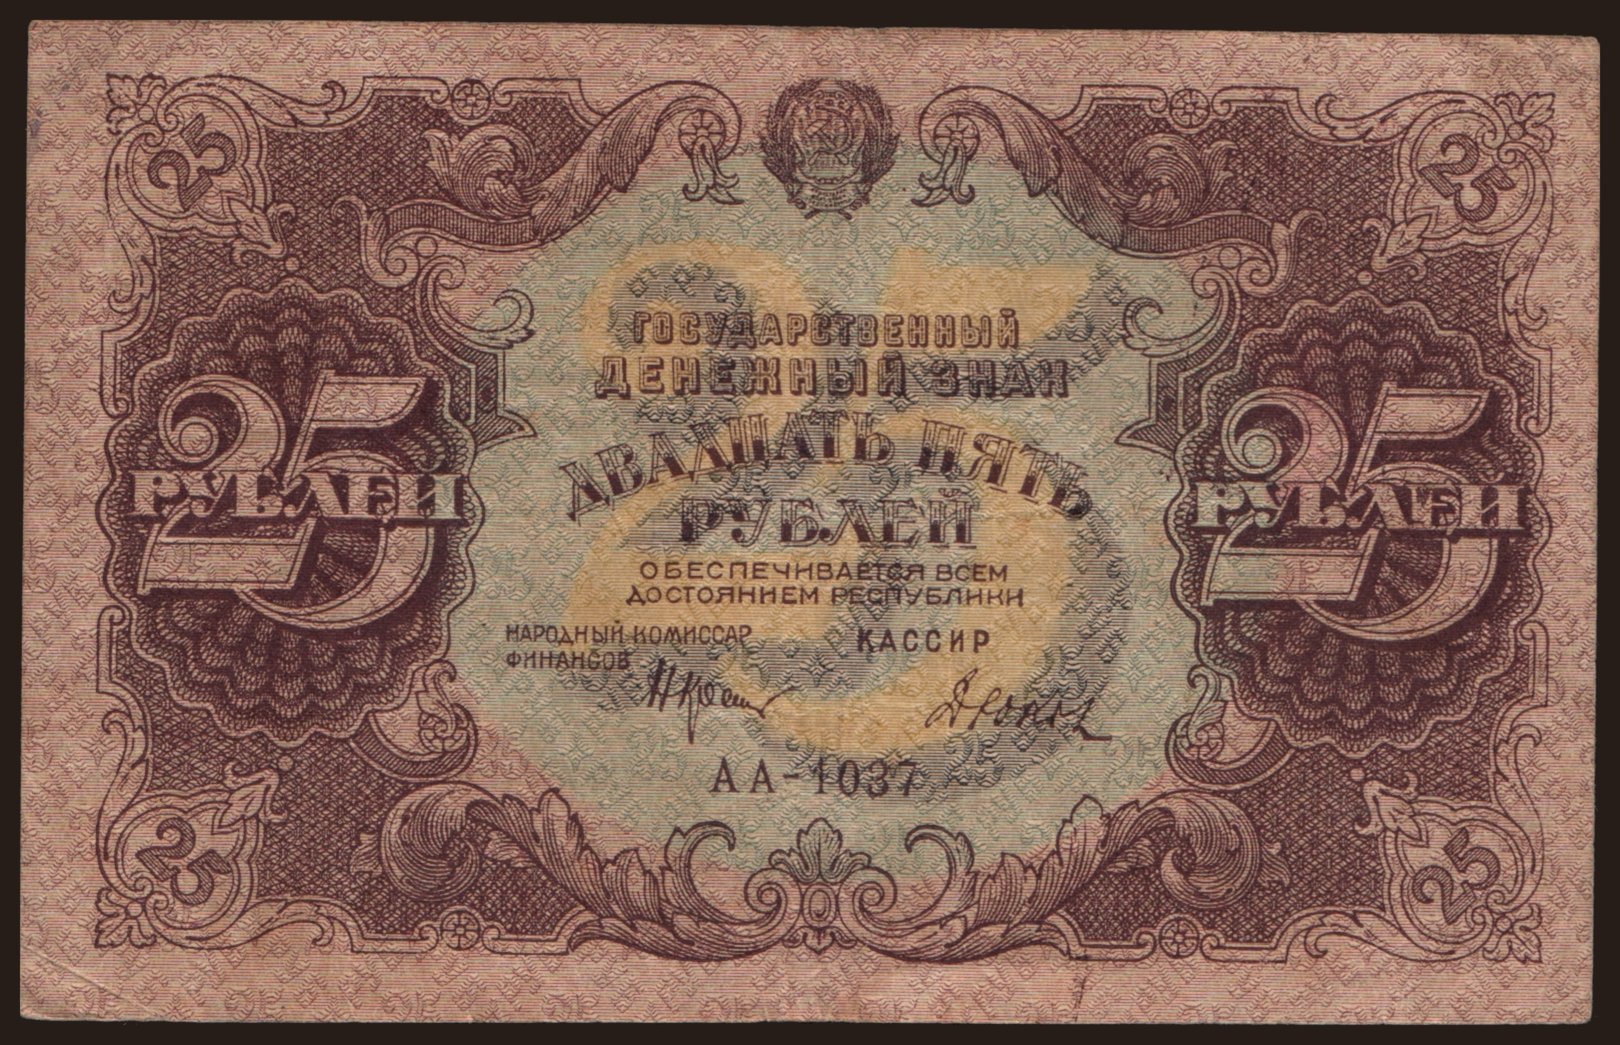 25
25
ГОСУДАРСТВЕННЫЙ
ДЕНЕЖНЫЙ ЗНАК
ДВАДЦАТЬ ПЯТЬ
РУБЛЕЙ
25 РУБЛЕЙ
25 РУБЛЕЙ
ОБЕСПЕЧИВАЕТСЯ ВСЕМ
ДОСТОЯНИЕМ РЕСПУБЛИКИ
НАРОДНЫЙ КОМИССАР
ФИНАНСОВ
КАССИР
АА-1037
25
25